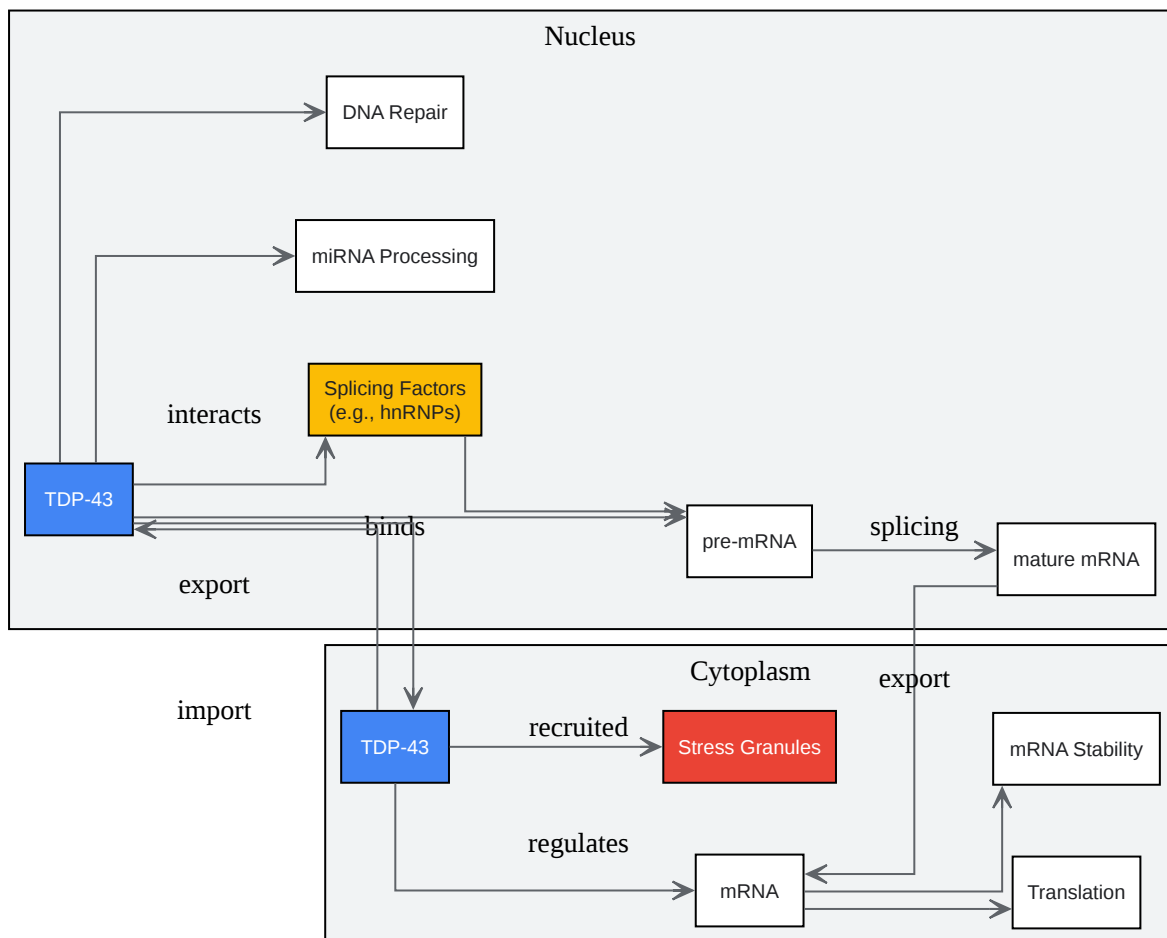 Nucleus
DNA Repair
miRNA Processing
Splicing Factors
(e.g., hnRNPs)
interacts
TDP-43
binds
pre-mRNA
splicing
mature mRNA
export
Cytoplasm
export
import
TDP-43
recruited
Stress Granules
mRNA Stability
regulates
mRNA
Translation